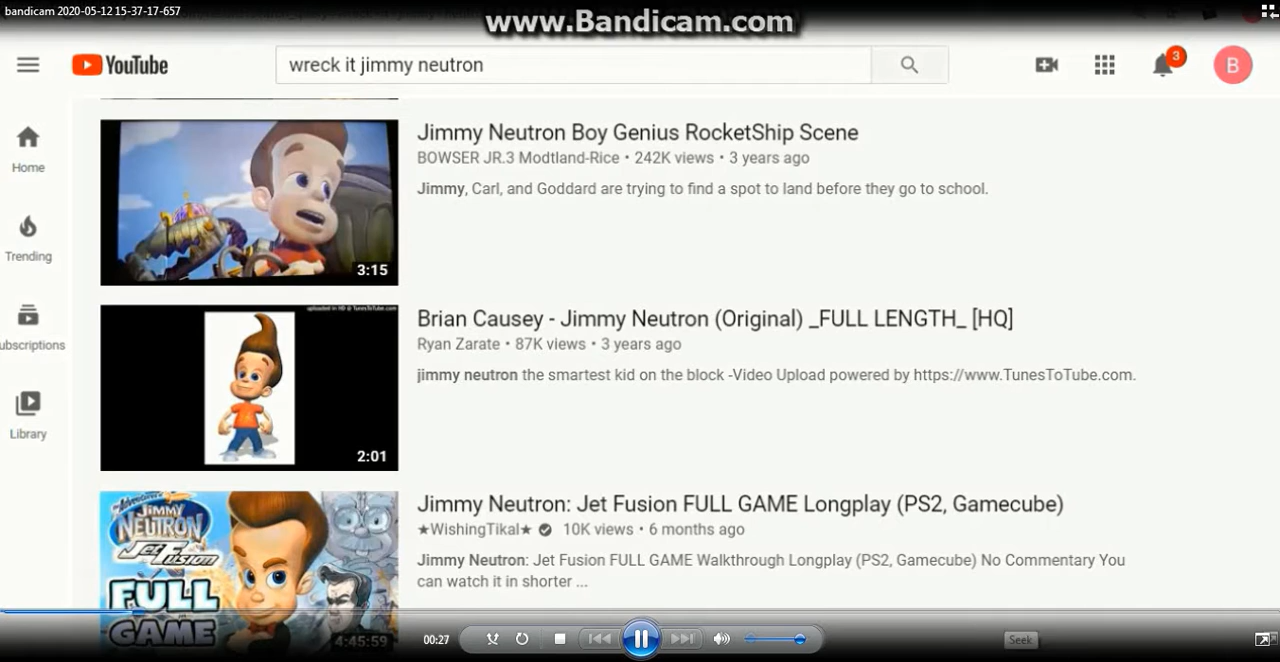 bandicam 2020-05-12 15-37-17-657
www.Bandicam.com
YouTube
wreck it jimmy neutron
3
B
Home
Trending
ubscriptions
Library
3:15
Jimmy Neutron Boy Genius RocketShip Scene
BOWSER JR.3 Modtland-Rice • 242K views • 3 years ago
Jimmy, Carl, and Goddard are trying to find a spot to land before they go to school.
uploaded in HD @ TunesToTube.com
2:01
Brian Causey - Jimmy Neutron (Original) _FULL LENGTH_ [HQ]
Ryan Zarate • 87K views • 3 years ago
jimmy neutron the smartest kid on the block -Video Upload powered by https://www.TunesToTube.com.
JIMMY
NEUTRON
Jet Fusion
FULL
GAME
4:45:59
Jimmy Neutron: Jet Fusion FULL GAME Longplay (PS2, Gamecube)
★WishingTikal★ 10K views • 6 months ago
Jimmy Neutron: Jet Fusion FULL GAME Walkthrough Longplay (PS2, Gamecube) No Commentary You
can watch it in shorter ...
00:27
Seek